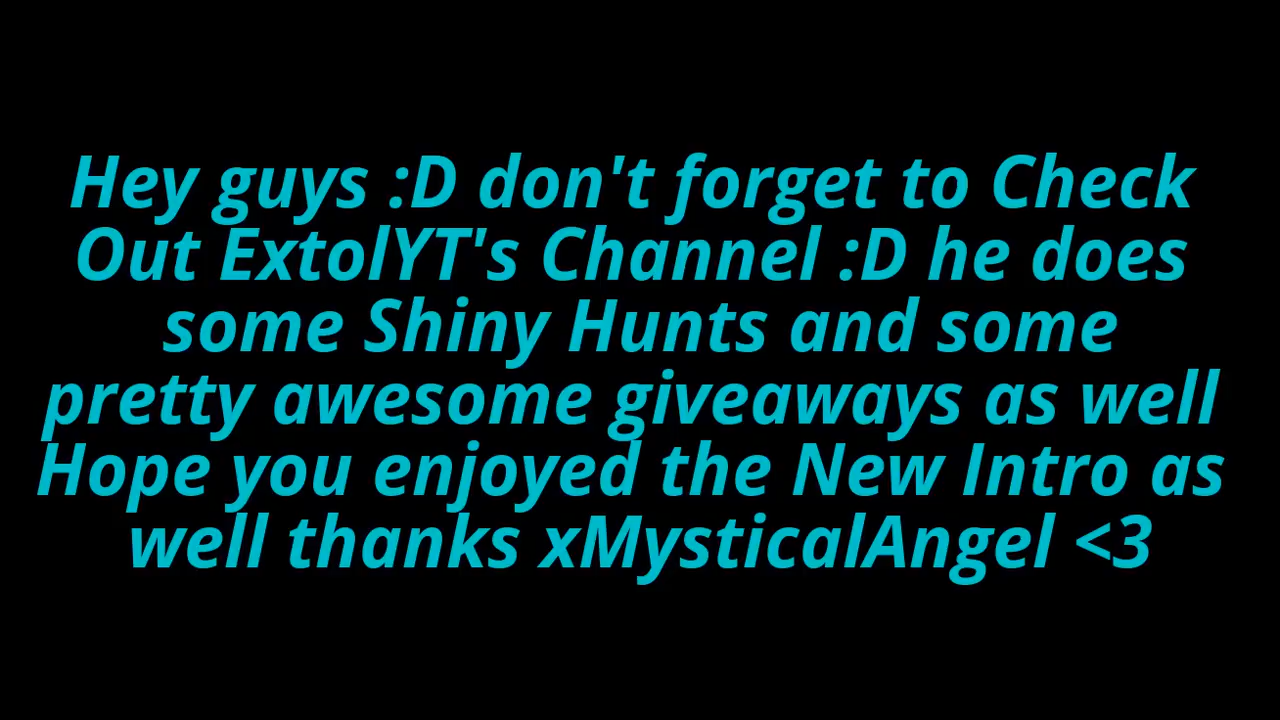 Hey guys :D don't forget to Check
Out ExtolYT's Channel :D he does
some Shiny Hunts and some
pretty awesome giveaways as well
Hope you enjoyed the New Intro as
well thanks xMysticalAngel <3